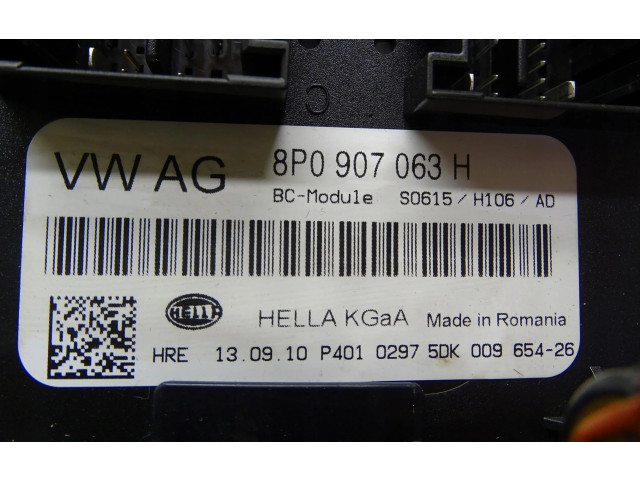 C
VW AG 8P0 907 063 H
BC-Module S0615 / H106 / AD
HELLA HELLA KGaA Made in Romania
HRE 13.09.10 P401 0297 5DK 009 654-26